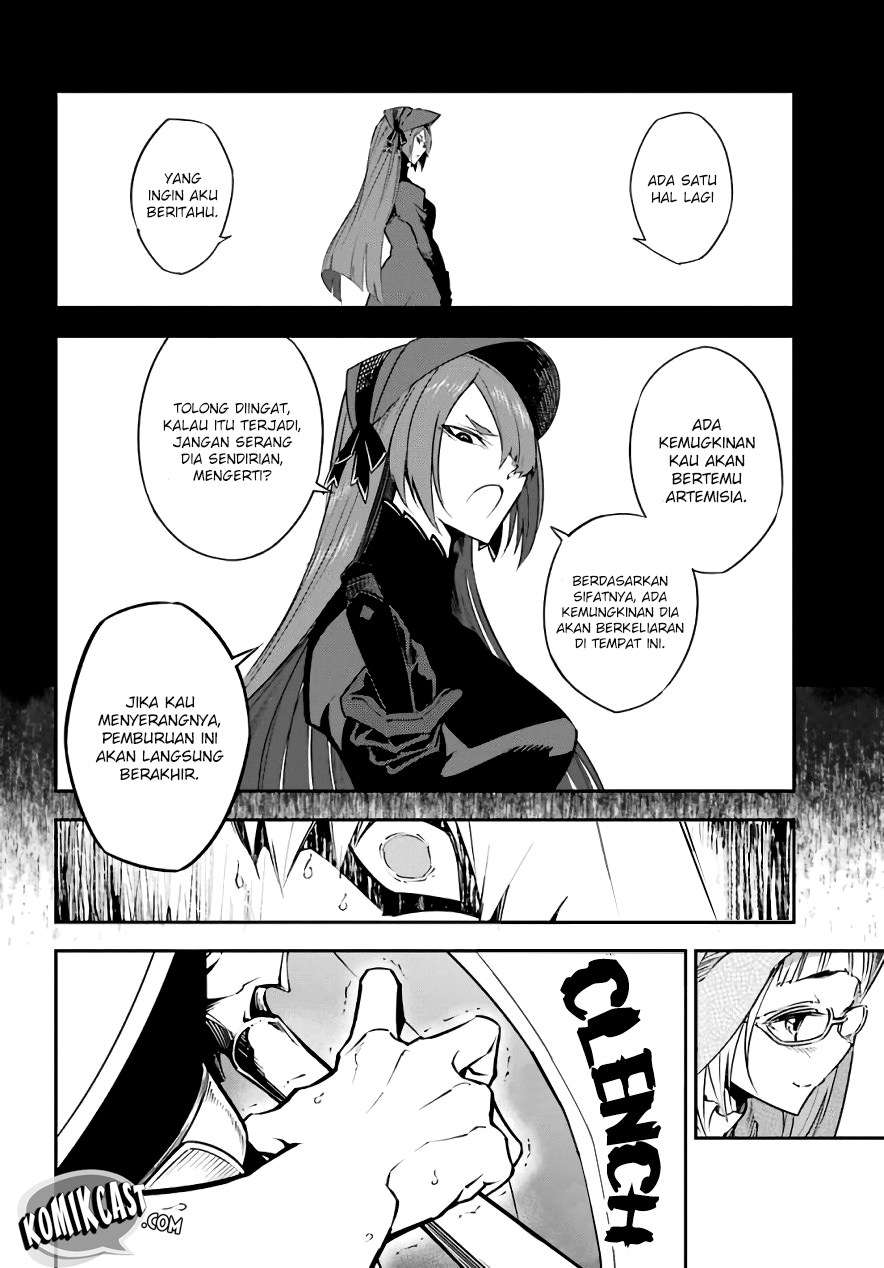 ADA SATU
HAL LAGI
YANG
INGIN AKU
BERITAHU.
ADA
KEMUGKINAN
KAU AKAN
BERTEMU
ARTEMISIA.
BERDASARKAN
SIFATNYA, ADA
KEMUNGKINAN DIA
AKAN BERKELIARAN
DI TEMPAT INI.
TOLONG DIINGAT,
KALAU ITU TERJADI,
JANGAN SERANG
DIA SENDIRIAN,
MENGERTI?
JIKA KAU
MENYERANGNYA,
PEMBURUAN INI
AKAN LANGSUNG
BERAKHIR.
CLENCH
KOMIKCAST
.COM